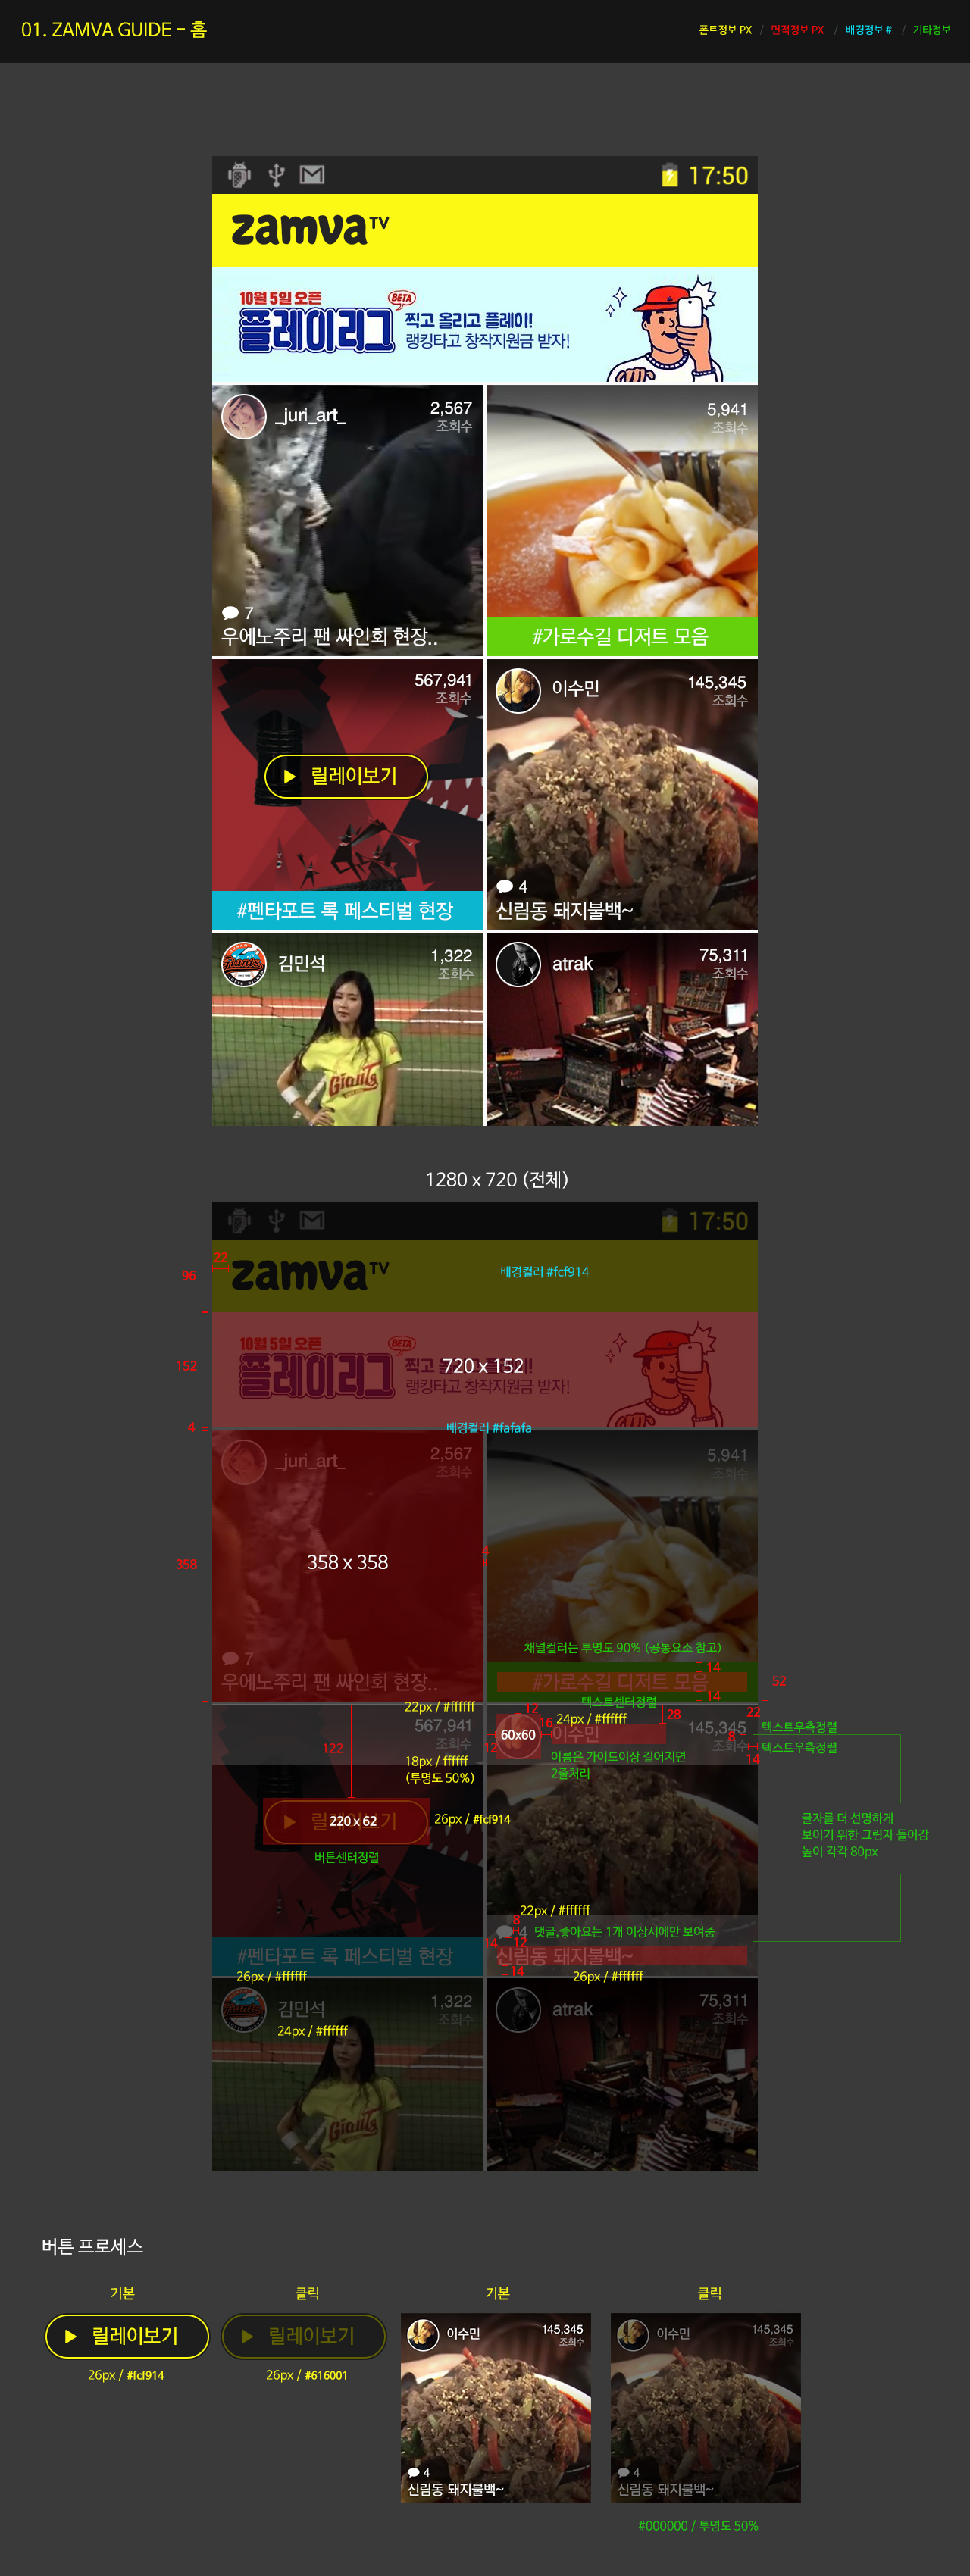 01. ZAMVA GUIDE - 홈
폰트정보 PX / 면적정보 PX / 배경정보 # / 기타정보
17:50
zamva TV
10월 5일 오픈
BETA
플레이리그
찍고 올리고 플레이!
랭킹타고 창작지원금 받자!
_juri_art_
2,567
조회수
7
우에노주리 팬 싸인회 현장..
5,941
조회수
#가로수길 디저트 모음
567,941
조회수
릴레이보기
#펜타포트 록 페스티벌 현장
이수민
145,345
조회수
4
신림동 돼지불백~
김민석
1,322
조회수
Giants
atrak
75,311
조회수
1280 x 720 (전체)
17:50
22
96
zamva TV
배경컬러 #fcf914
10월 5일 오픈
BETA
플레이리그
랭킹타고 창작지원금 받자!
152
720 x 152
4
배경컬러 #fafafa
_juri_art_
2,567
조회수
5,941
조회수
358
358 x 358
4
7
우에노주리 팬 싸인회 현장..
채널컬러는 투명도 90% (공통요소 참고)
14
#가로수길 디저트 모음
52
14
텍스트센터정렬
22px / #ffffff
567,941
조회수
122
18px / ffffff
(투명도 50%)
12
16
60x60
12
24px / #ffffff
이수민
28
145,345
조회수
22
8
14
텍스트우측정렬
텍스트우측정렬
이름은 가이드이상 길어지면
2줄처리
릴레이보기
220 x 62
26px / #fcf914
버튼센터정렬
글자를 더 선명하게
보이기 위한 그림자 들어감
높이 각각 80px
22px / #ffffff
8
4
댓글,좋아요는 1개 이상시에만 보여줌
14
12
신림동 돼지불백~
14
#펜타포트 록 페스티벌 현장
26px / #ffffff
26px / #ffffff
김민석
1,322
조회수
24px / #ffffff
Giants
atrak
75,311
조회수
버튼 프로세스
기본
클릭
기본
클릭
릴레이보기
릴레이보기
26px / #fcf914
26px / #616001
이수민
145,345
조회수
4
신림동 돼지불백~
이수민
145,345
조회수
4
신림동 돼지불백~
#000000 / 투명도 50%